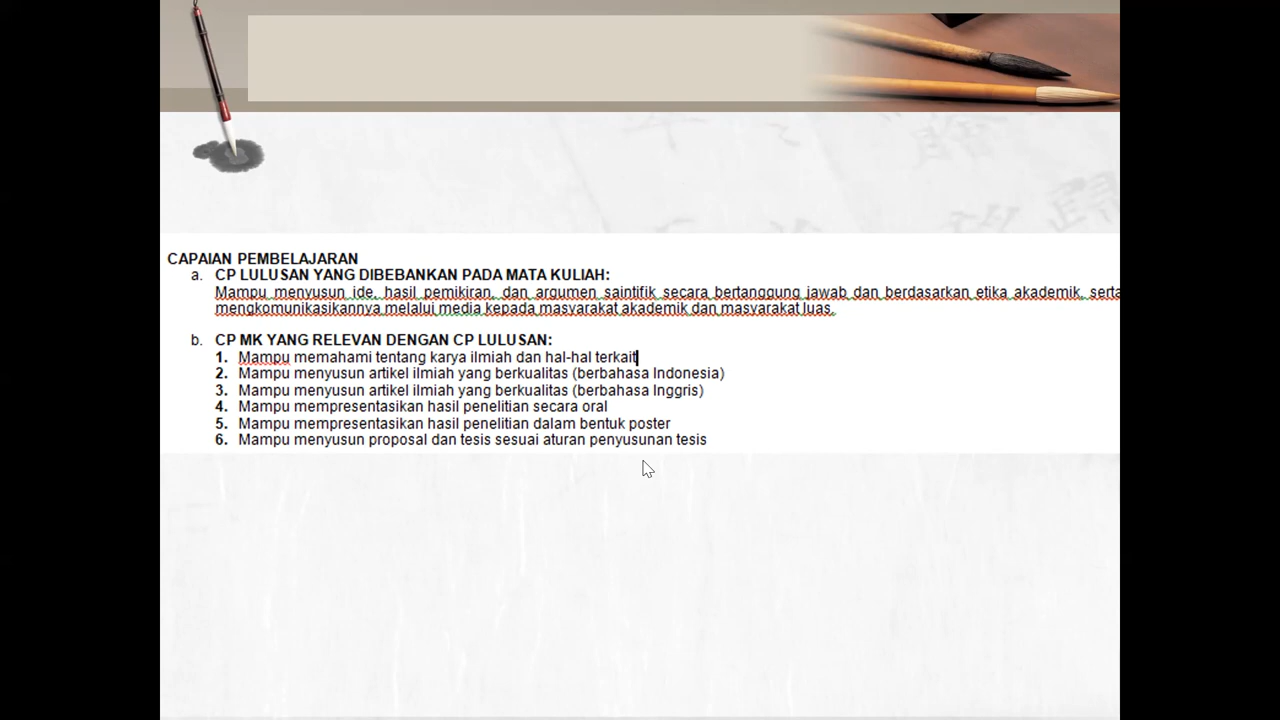 CAPAIAN PEMBELAJARAN
a. CP LULUSAN YANG DIBEBANKAN PADA MATA KULIAH:
Mampu menyusun ide, hasil pemikiran, dan argumen saintifik secara bertanggung jawab dan berdasarkan etika akademik, serta
mengkomunikasikannya melalui media kepada masyarakat akademik dan masyarakat luas.
b. CP MK YANG RELEVAN DENGAN CP LULUSAN:
1. Mampu memahami tentang karya ilmiah dan hal-hal terkait
2. Mampu menyusun artikel ilmiah yang berkualitas (berbahasa Indonesia)
3. Mampu menyusun artikel ilmiah yang berkualitas (berbahasa Inggris)
4. Mampu mempresentasikan hasil penelitian secara oral
5. Mampu mempresentasikan hasil penelitian dalam bentuk poster
6. Mampu menyusun proposal dan tesis sesuai aturan penyusunan tesis